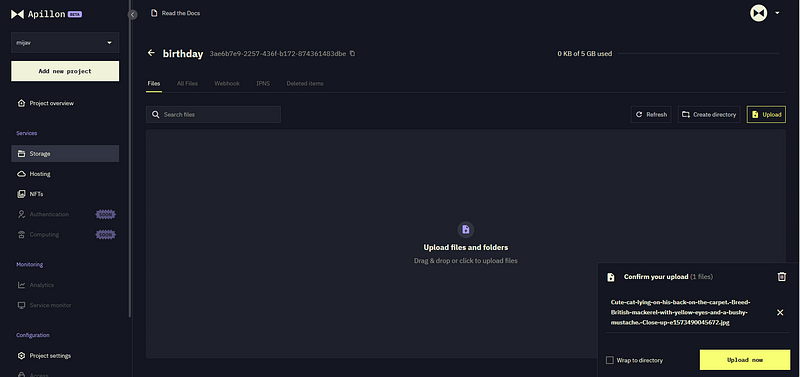 Apillon BETA
Read the Docs
mijav
Add new project
Project overview
Services
Storage
Hosting
NFTs
Authentication SOON
Computing SOON
Monitoring
Analytics
Service monitor
Configuration
Project settings
Access
birthday 3ae6b7e9-2257-436f-b172-874361483dbe
0 KB of 5 GB used
Files All Files Webhook IPNS Deleted items
Search files
Refresh Create directory Upload
Upload files and folders
Drag & drop or click to upload files
Confirm your upload (1 files)
Cute-cat-lying-on-his-back-on-the-carpet.-Breed-
British-mackerel-with-yellow-eyes-and-a-bushy-
mustache.-Close-up-e1573490045672.jpg
Wrap to directory
Upload now